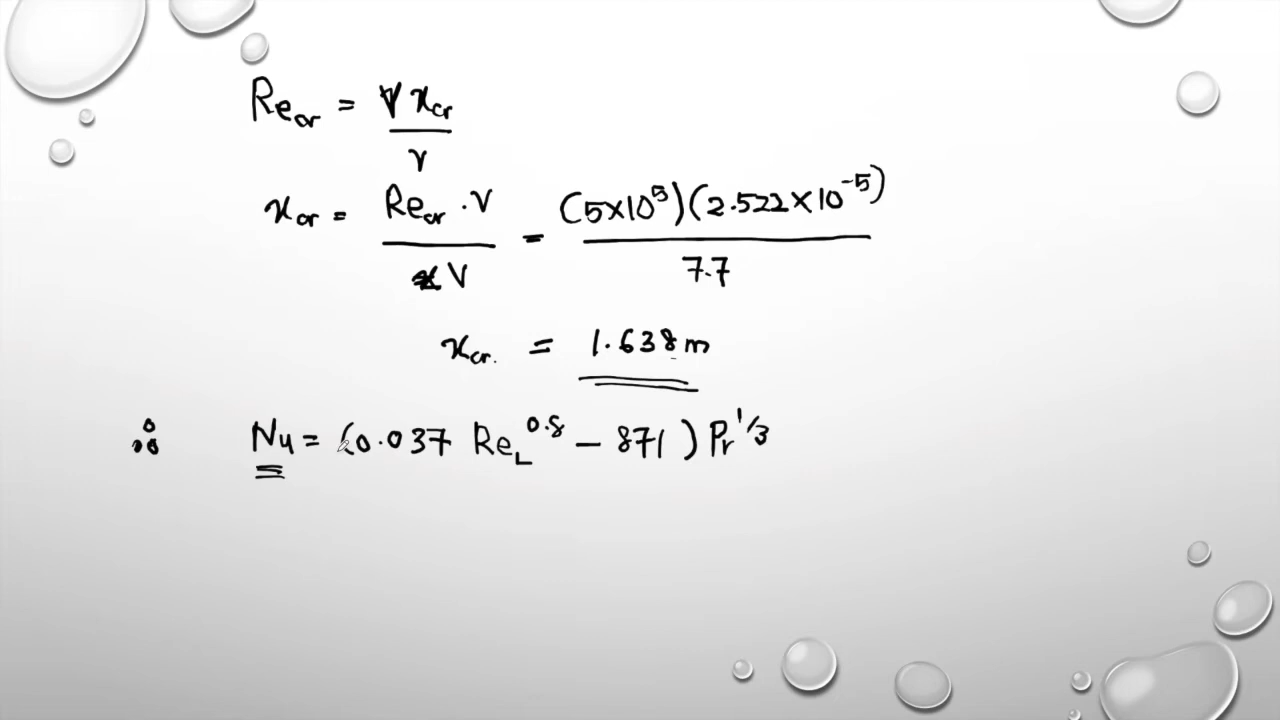 Re_cr = V x_cr / ν
x_cr = Re_cr . ν / V = (5×10^5)(2.522×10^-5) / 7.7
x_cr. = 1.638 m
∴ Nu = (0.037 Re_L^0.8 − 871) Pr^1/3